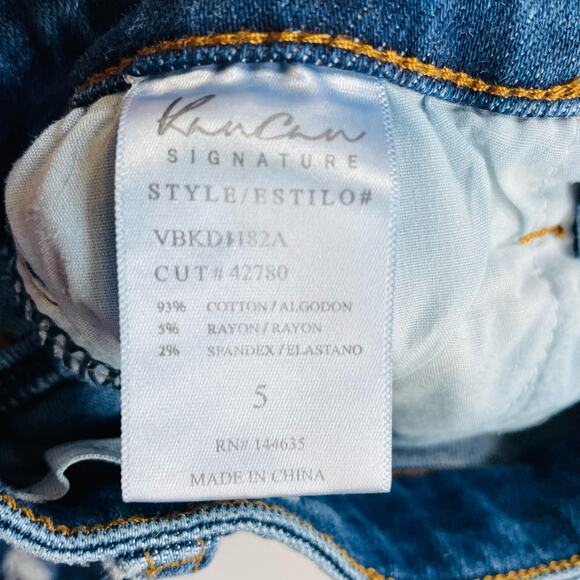 KanCan
SIGNATURE
STYLE/ESTILO#
VBKD1182A
CUT# 42780
93% COTTON/ALGODON
5% RAYON/RAYON
2% SPANDEX/ELASTANO
5
RN# 144635
MADE IN CHINA